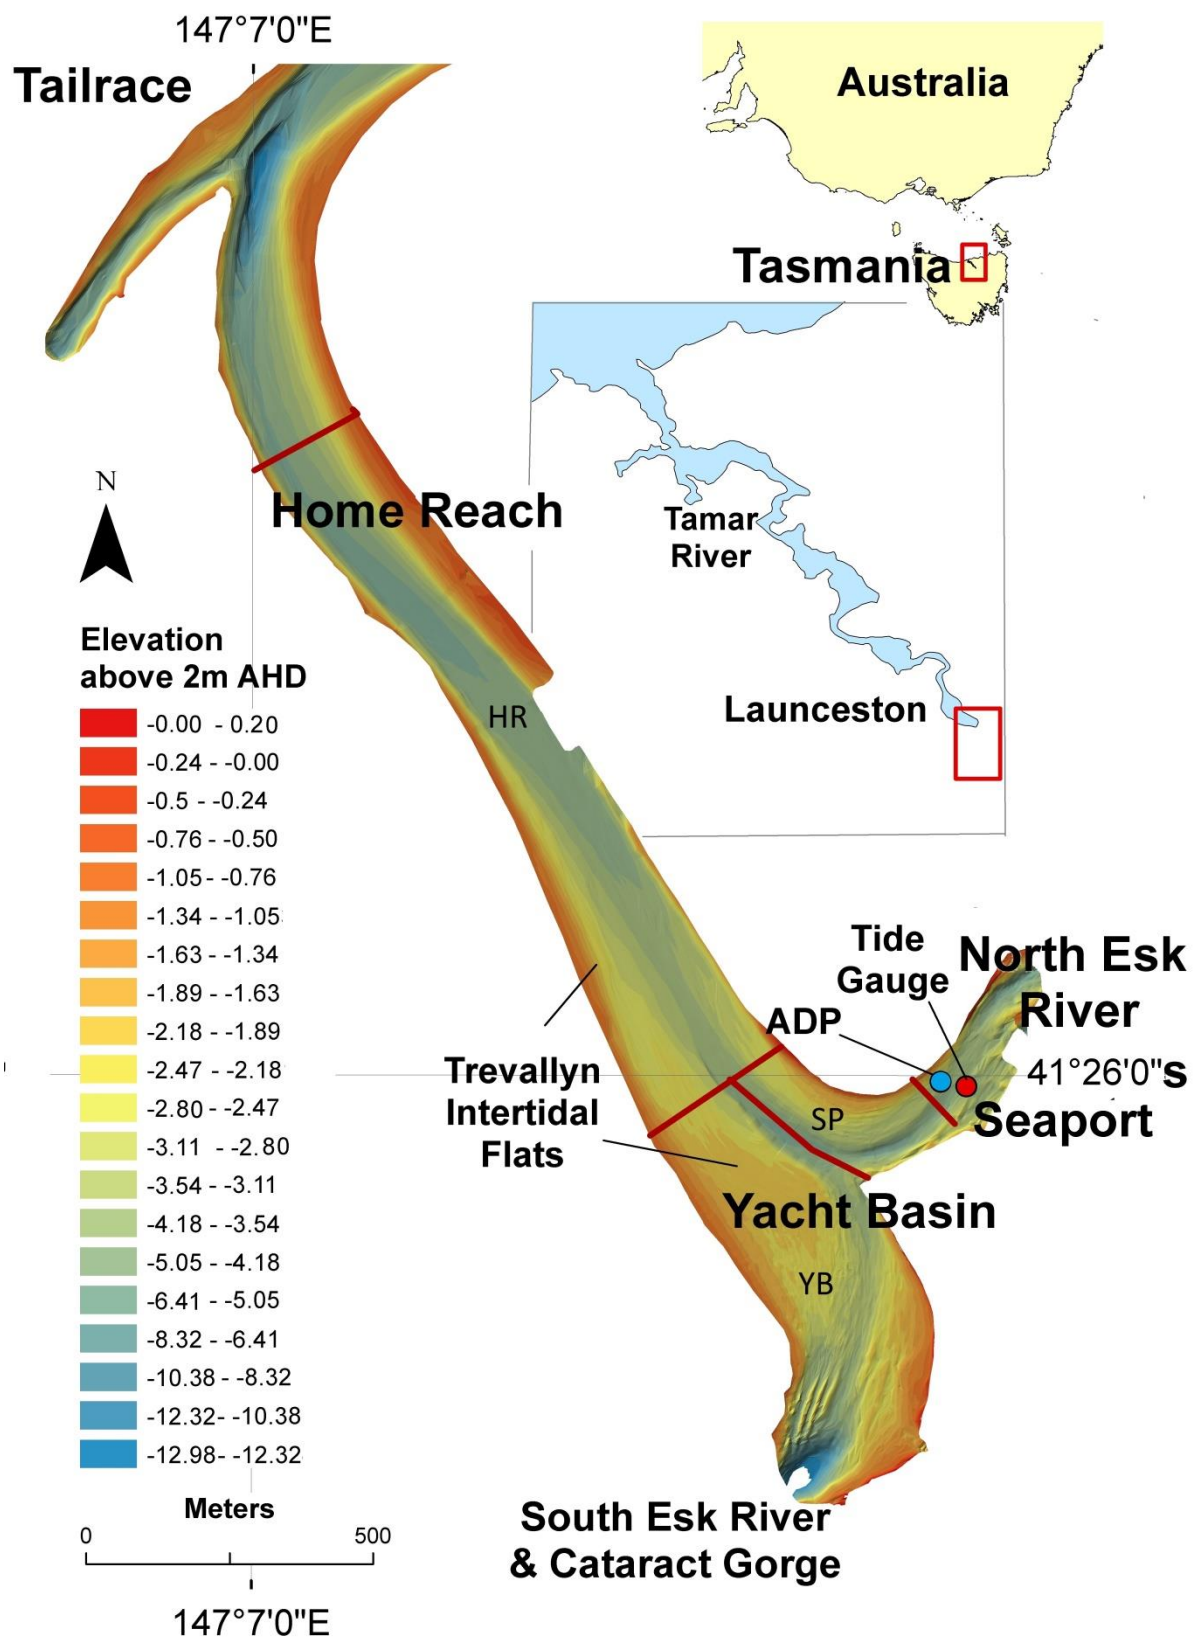 147°7'0"E
Tailrace
Australia
Tasmania
Home Reach
N
Tamar
River
Elevation
above 2m AHD
Launceston
HR
-0.00 - 0.20
-0.24 - -0.00
-0.5 - -0.24
-0.76 - -0.50
-1.05- -0.76
-1.34 - -1.05
-1.63 - -1.34
-1.89 - -1.63
-2.18 - -1.89
-2.47 - -2.18
-2.80 - -2.47
-3.11 - -2.80
-3.54 - -3.11
-4.18 - -3.54
-5.05 - -4.18
-6.41 - -5.05
-8.32 - -6.41
-10.38 - -8.32
-12.32- -10.38
-12.98- -12.32
Meters
0 500
147°7'0"E
Tide
Gauge
North Esk
River
ADP
41°26'0"S
Trevallyn
Intertidal
Flats
SP
Seaport
Yacht Basin
YB
South Esk River
& Cataract Gorge